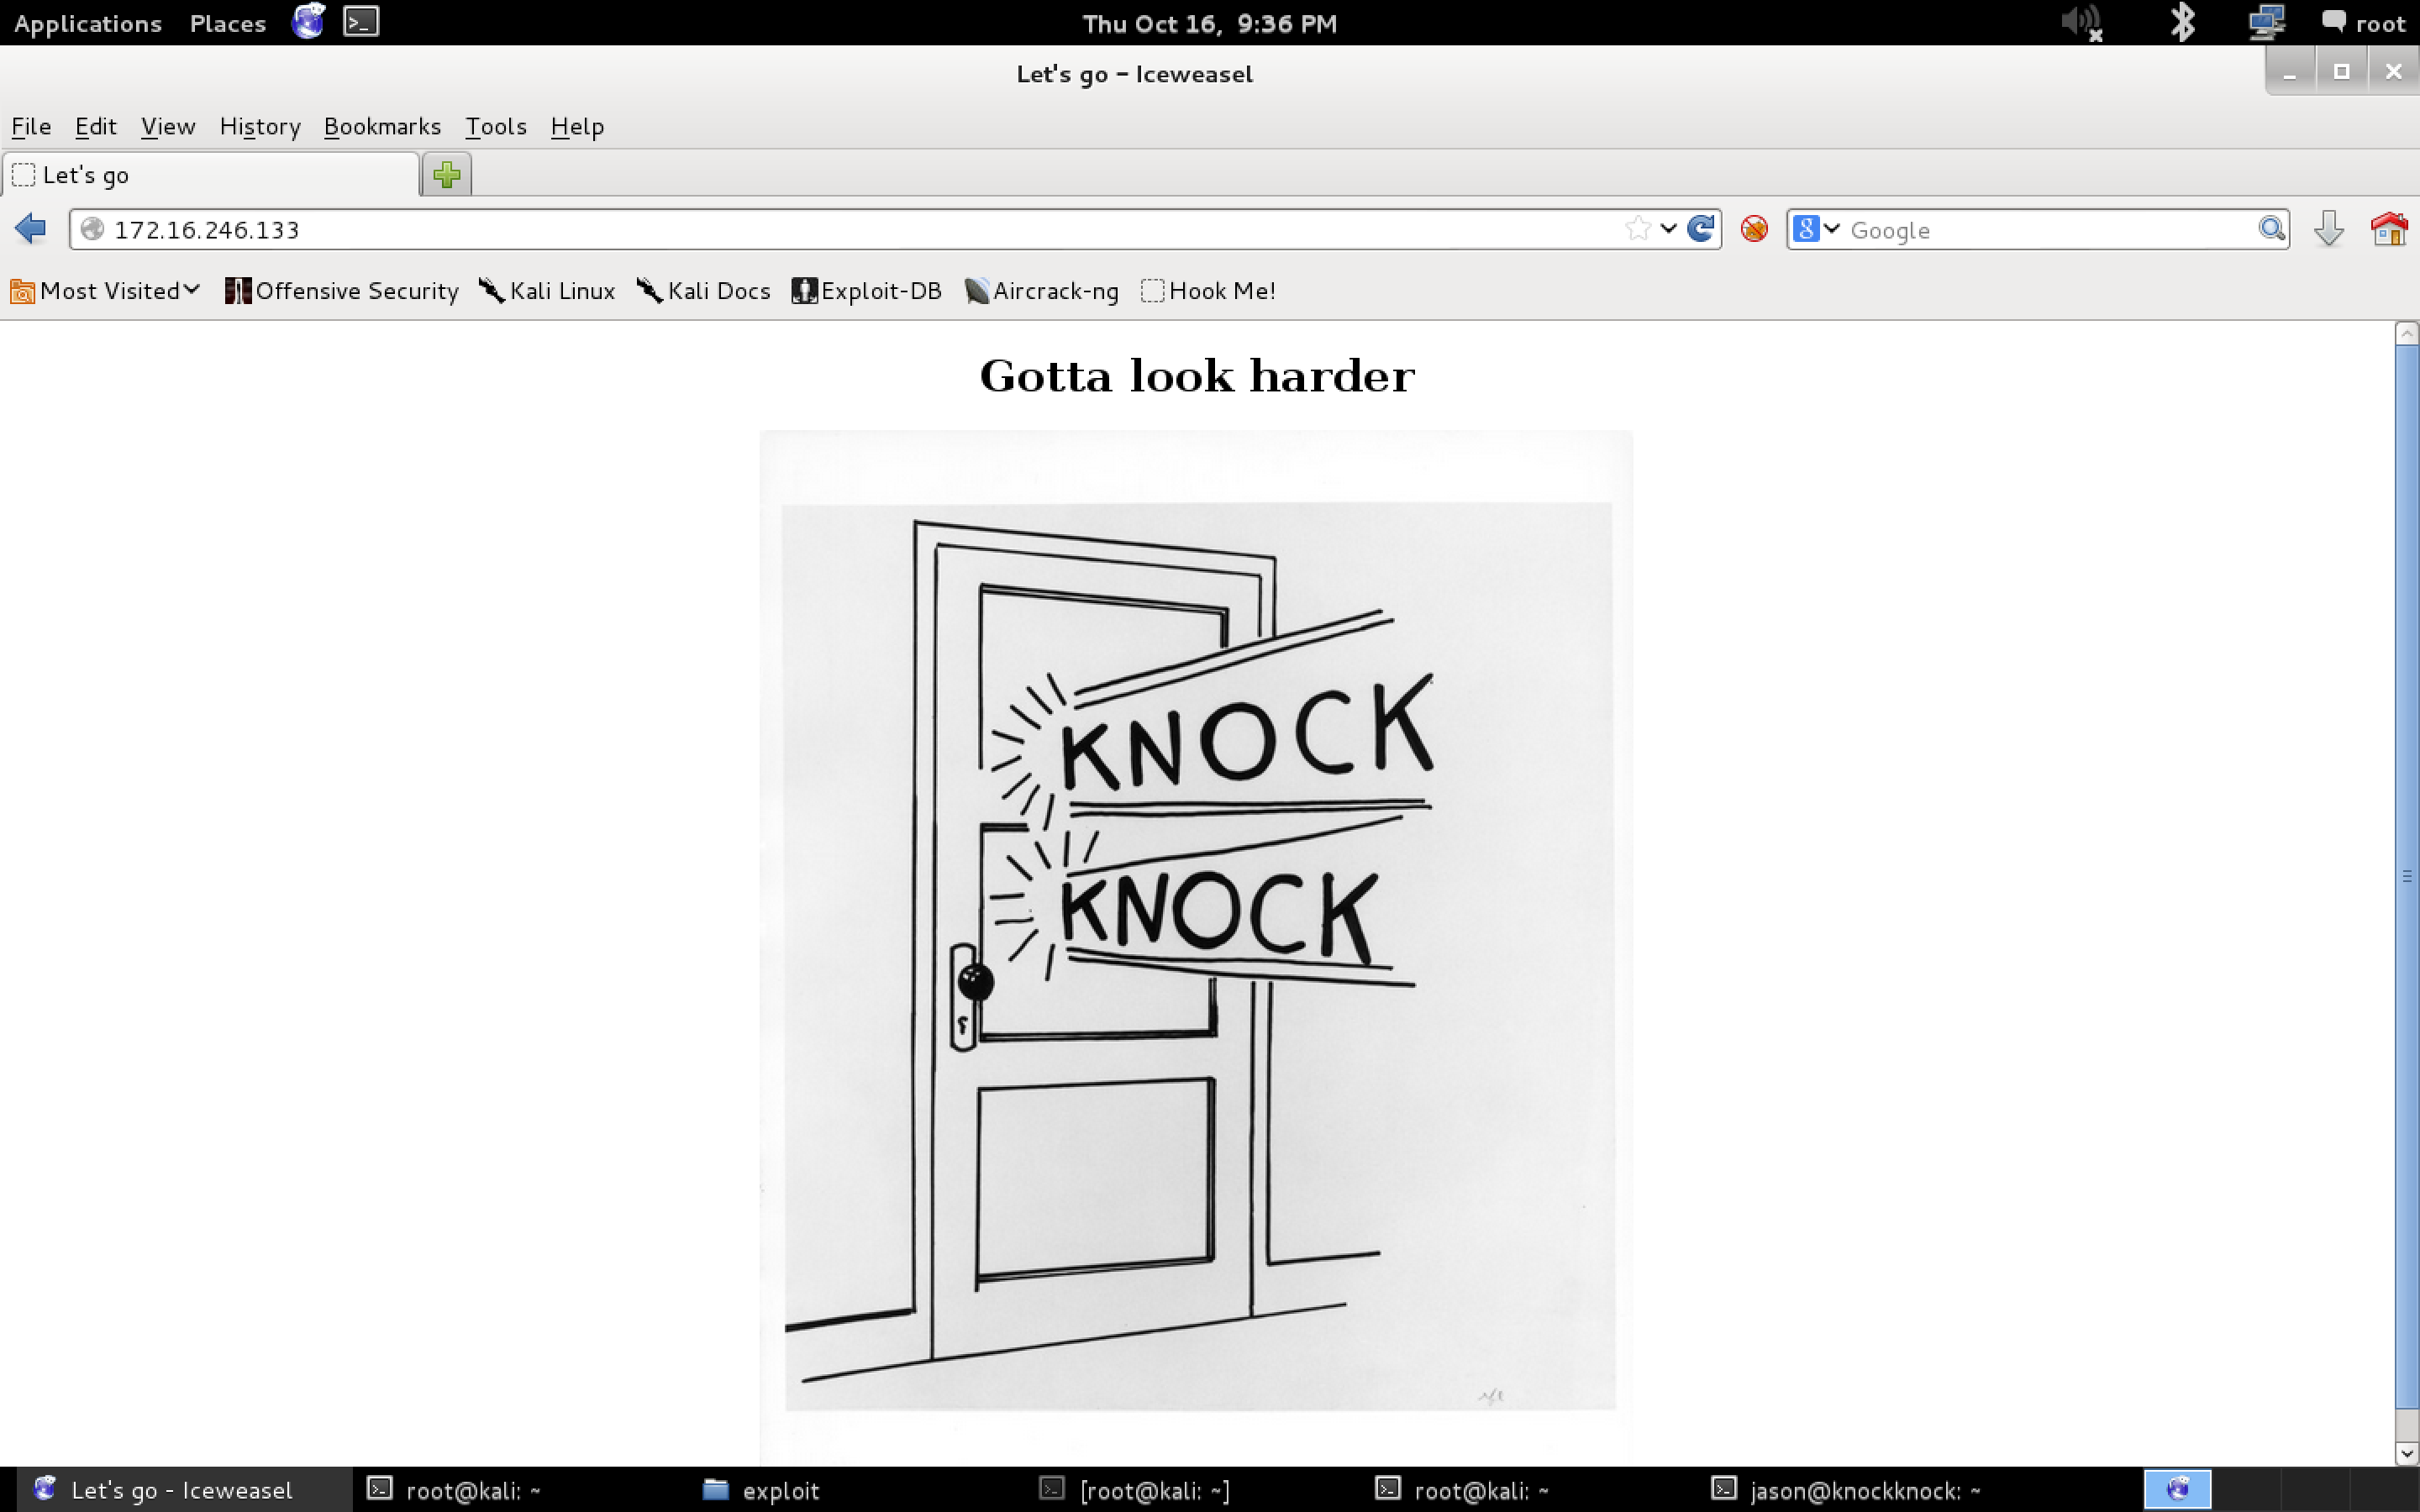 Applications Places Thu Oct 16, 9:36 PM root
Let's go - Iceweasel
File Edit View History Bookmarks Tools Help
Let's go
172.16.246.133 Google
Most Visited Offensive Security Kali Linux Kali Docs Exploit-DB Aircrack-ng Hook Me!
Gotta look harder
KNOCK
KNOCK
Let's go - Iceweasel root@kali: ~ exploit [root@kali: ~] root@kali: ~ jason@knockknock: ~